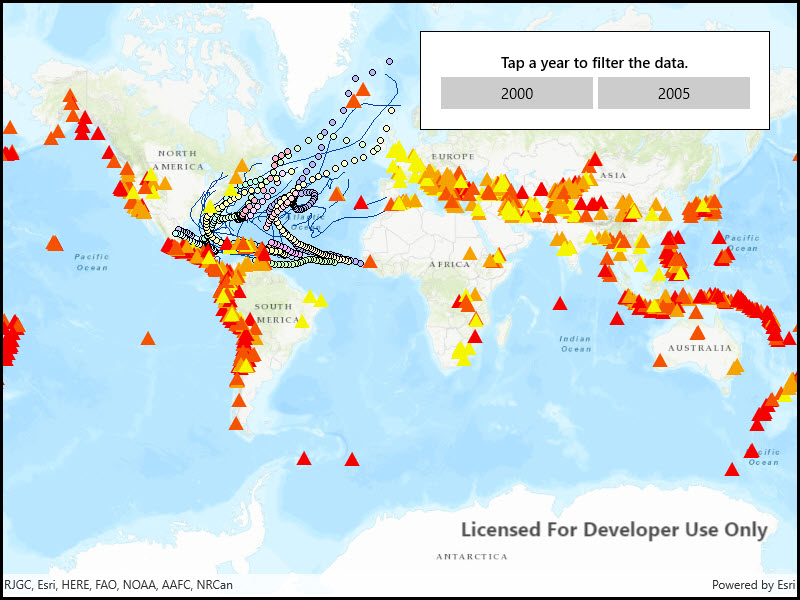 Tap a year to filter the data.
2000 2005
NORTH
AMERICA
EUROPE
ASIA
Atlantic
Ocean
Pacific
Ocean
Pacific
Ocean
AFRICA
SOUTH
AMERICA
Indian
Ocean
AUSTRALIA
Ocean
Licensed For Developer Use Only
ANTARCTICA
RJGC, Esri, HERE, FAO, NOAA, AAFC, NRCan Powered by Esri